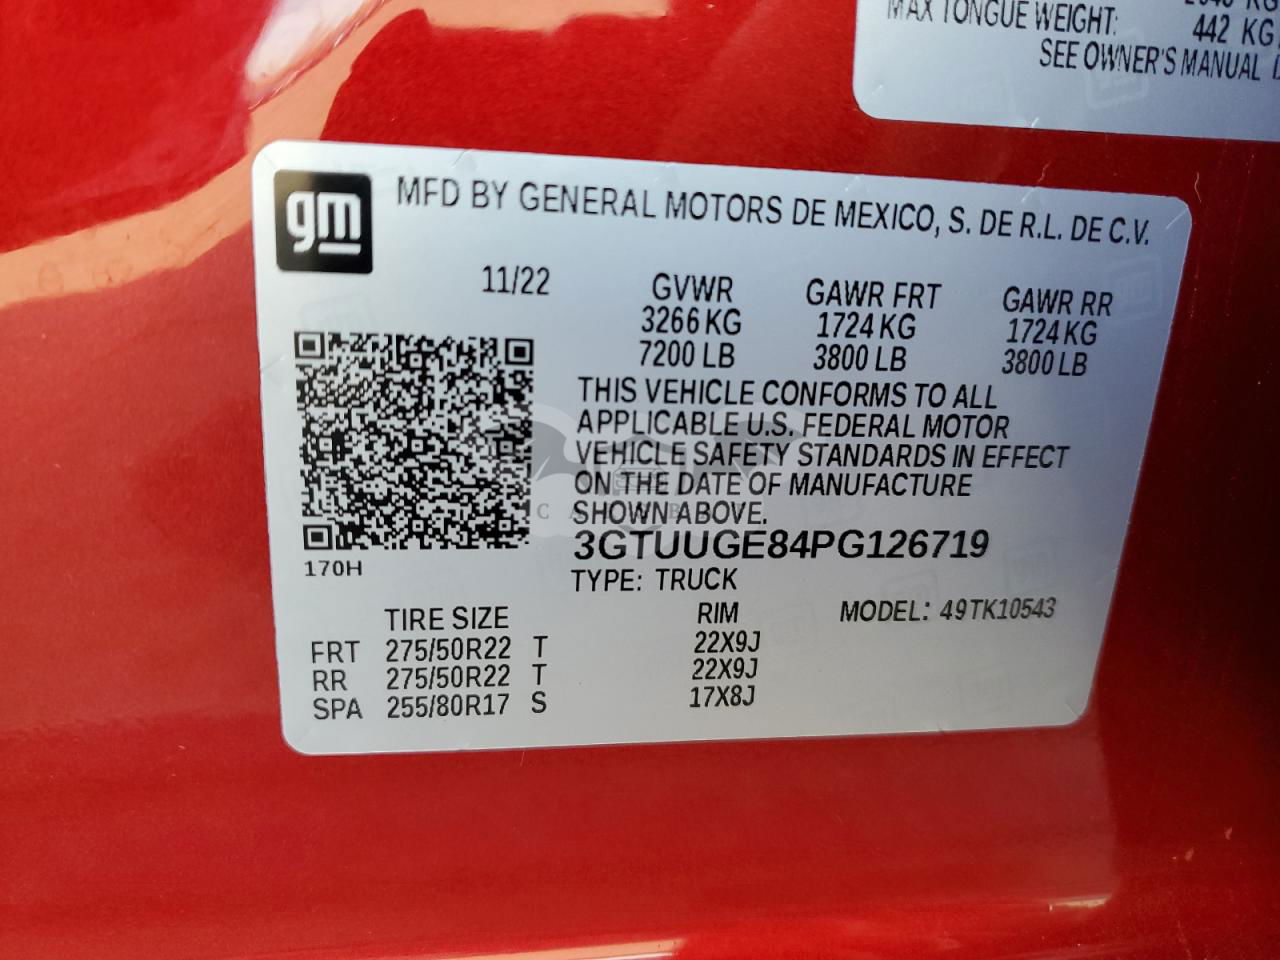 MAX TONGUE WEIGHT:
442 KG
SEE OWNER'S MANUAL
gm
MFD BY GENERAL MOTORS DE MEXICO, S. DE R.L. DE C.V.
11/22 GVWR GAWR FRT GAWR RR
3266 KG 1724 KG 1724 KG
7200 LB 3800 LB 3800 LB
THIS VEHICLE CONFORMS TO ALL
APPLICABLE U.S. FEDERAL MOTOR
VEHICLE SAFETY STANDARDS IN EFFECT
ON THE DATE OF MANUFACTURE
SHOWN ABOVE.
3GTUUGE84PG126719
170H
TYPE: TRUCK
TIRE SIZE RIM MODEL: 49TK10543
FRT 275/50R22 T 22X9J
RR 275/50R22 T 22X9J
SPA 255/80R17 S 17X8J